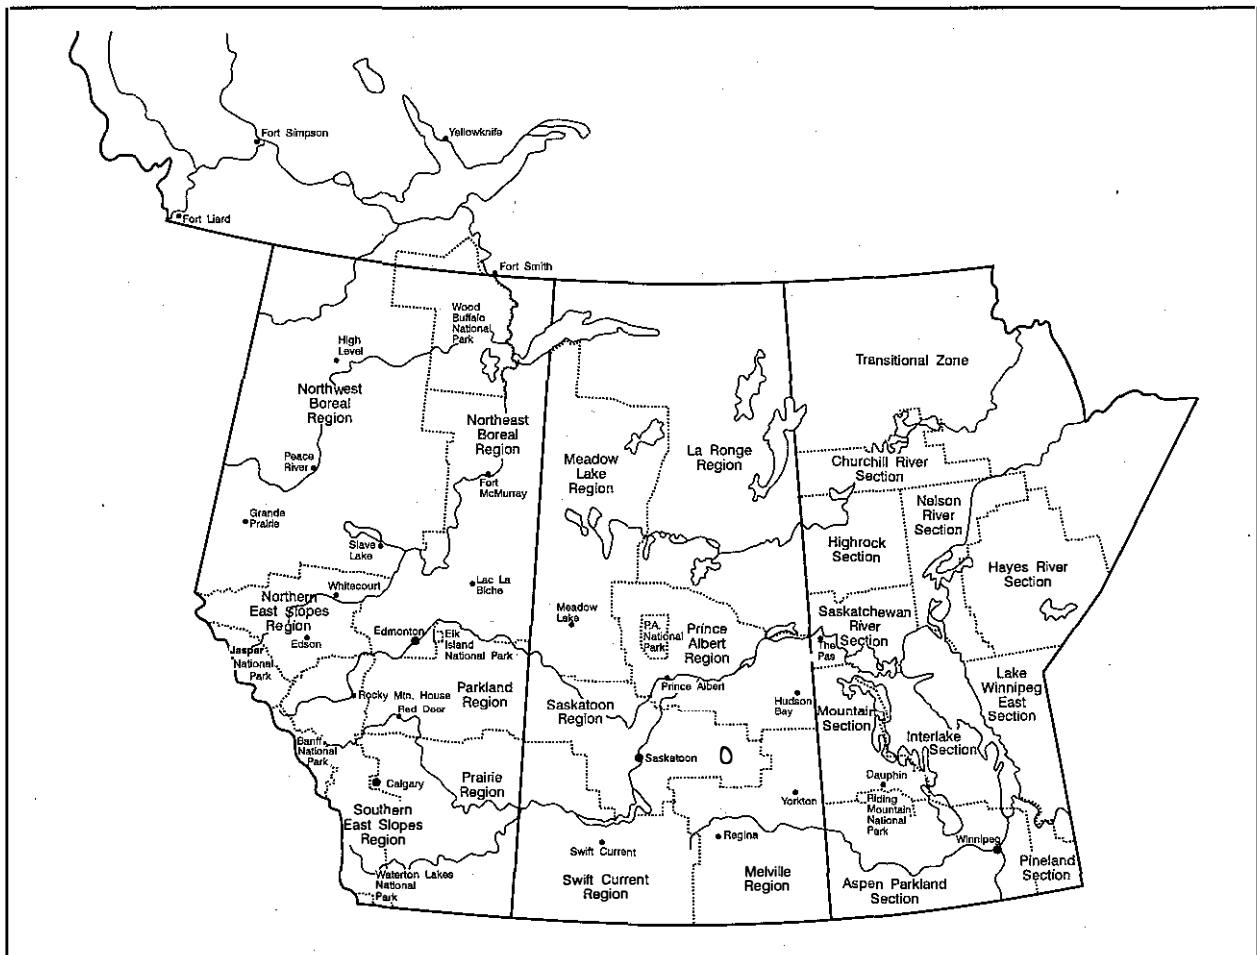 Fort Simpson
Yellowknife
Fort Liard
Fort Smith
Wood
Buffalo
National
Park
High
Level
Transitional Zone
Northwest
Boreal
Region
Northeast
Boreal
Region
La Ronge
Region
Meadow
Lake
Region
Churchill River
Section
Peace
River
Fort
McMurray
Nelson
River
Section
Grande
Prairie
Slave
Lake
Highrock
Section
Hayes River
Section
Whitecourt
Lac La
Biche
Northern
East Slopes
Region
Edson
Meadow
Lake
P.A.
National
Park
Prince
Albert
Region
Saskatchewan
River
Section
The
Pas
Edmonton
Elk
Island
National Park
Jaspar
National
Park
Prince Albert
Lake
Winnipeg
East
Section
Rocky Mtn. House
Red Deer
Parkland
Region
Saskatoon
Region
Hudson
Bay
Mountain
Section
Interlake
Section
Banff
National
Park
Saskatoon
Calgary
Prairie
Region
Dauphin
Yorkton
Riding
Mountain
National
Park
Southern
East Slopes
Region
Regina
Winnipeg
Swift Current
Pineland
Section
Waterton Lakes
National
Park
Swift Current
Region
Melville
Region
Aspen Parkland
Section